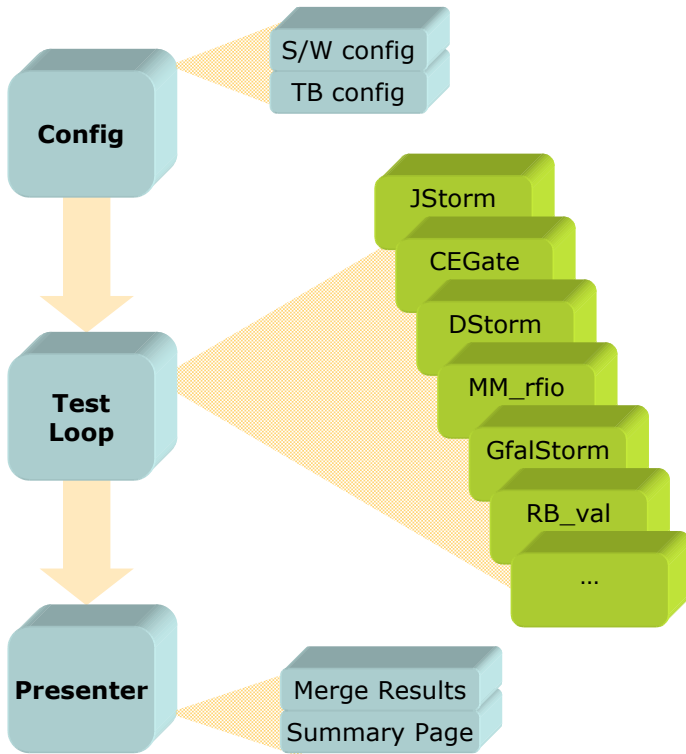 S/W config
TB config
Config
JStorm
CEGate
DStorm
MM_rfio
GfalStorm
RB_val
...
Test
Loop
Merge Results
Summary Page
Presenter